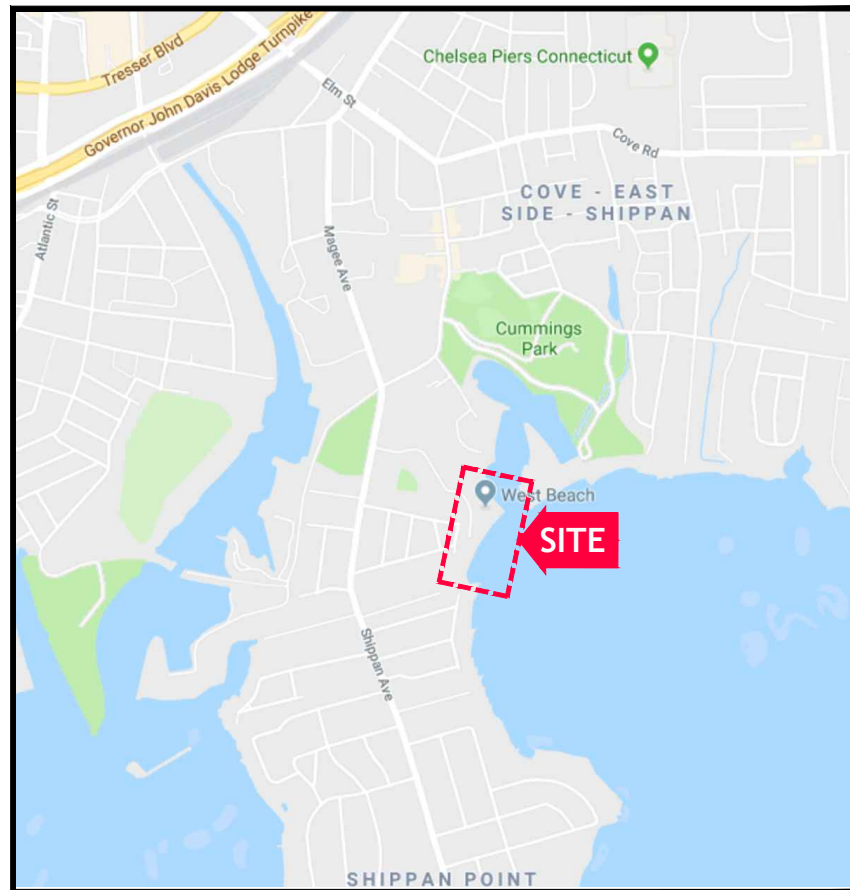 Tresser Blvd
Chelsea Piers Connecticut
Governor John Davis Lodge Turnpike
Elm St
Cove Rd
COVE - EAST
SIDE - SHIPPAN
Atlantic St
Magee Ave
Cummings
Park
West Beach
SITE
Shippan Ave
SHIPPAN POINT